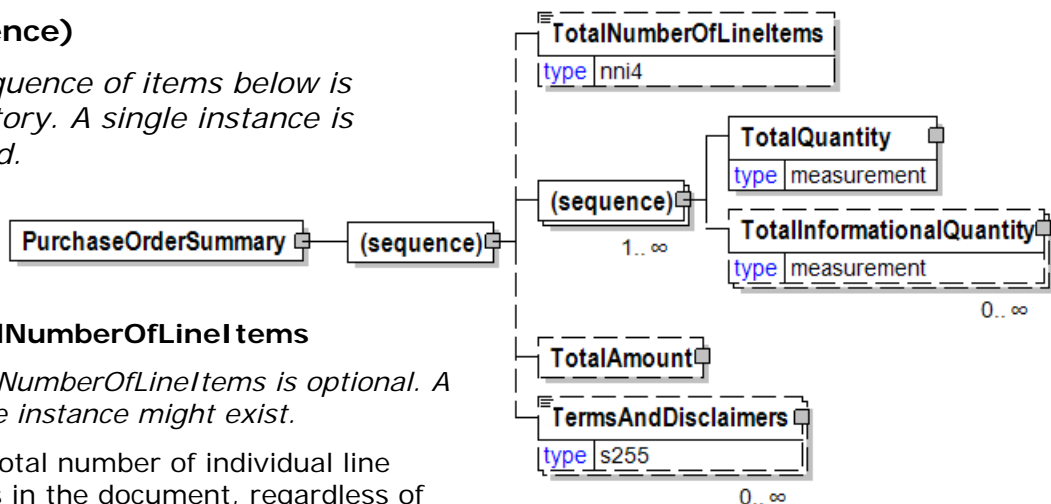 ence)
quence of items below is
tory. A single instance is
d.
PurchaseOrderSummary
(sequence)
TotalNumberOfLineItems
type nni4
(sequence)
1.. ∞
TotalQuantity
type measurement
TotalInformationalQuantity
type measurement
0.. ∞
TotalAmount
TermsAndDisclaimers
type s255
0.. ∞
lNumberOfLineItems
NumberOfLineItems is optional. A
e instance might exist.
otal number of individual line
s in the document, regardless of